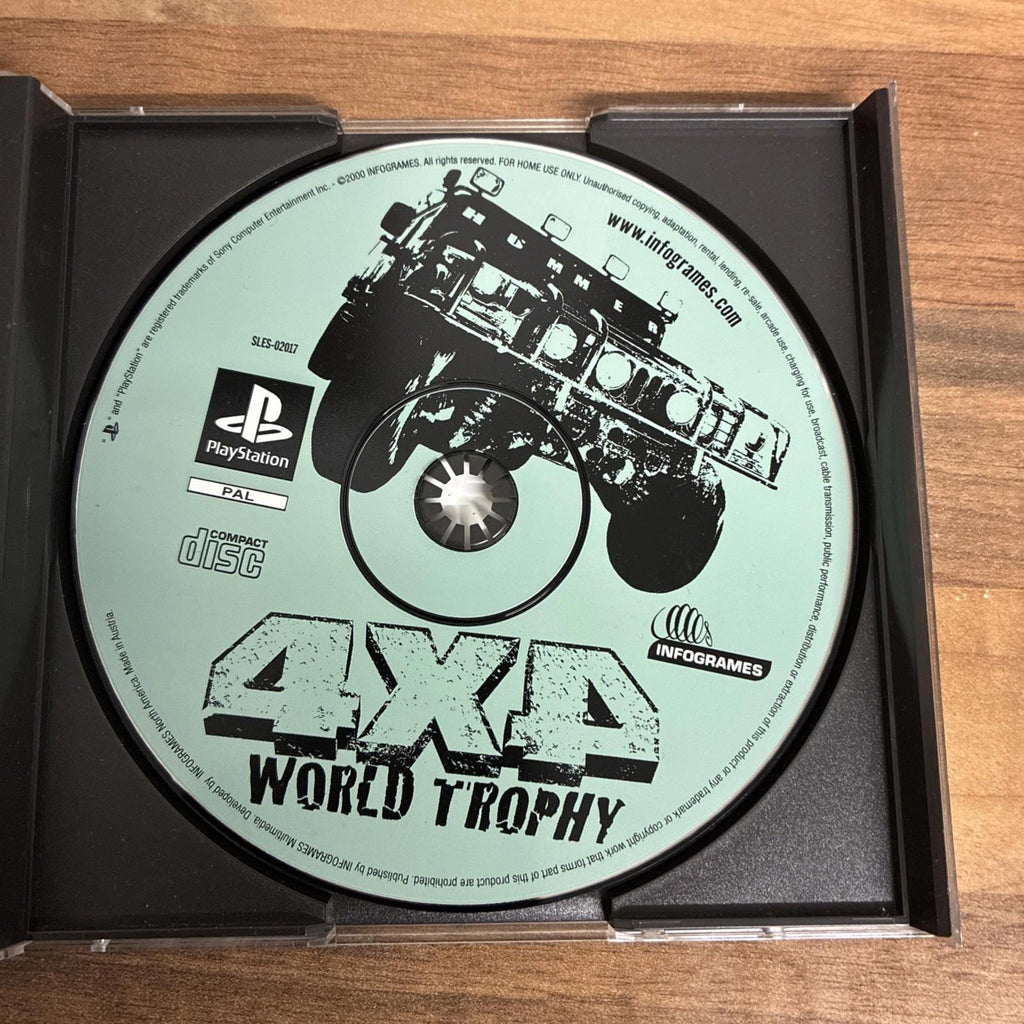 " " and "PlayStation" are registered trademarks of Sony Computer Entertainment Inc. - ©2000 INFOGRAMES. All rights reserved. FOR HOME USE ONLY. Unauthorised copying, adaptation, rental, lending, re-sale, arcade use, charging for use, broadcast, cable transmission, public performance, distribution or extraction of this product or any trademark or copyright work that forms part of this product are prohibited. Published by INFOGRAMES Multimedia. Developed by INFOGRAMES North America. Made in Austria.
HUMMER
www.infogrames.com
SLES-02017
PlayStation
PAL
COMPACT
disc
INFOGRAMES
4X4
WORLD TROPHY